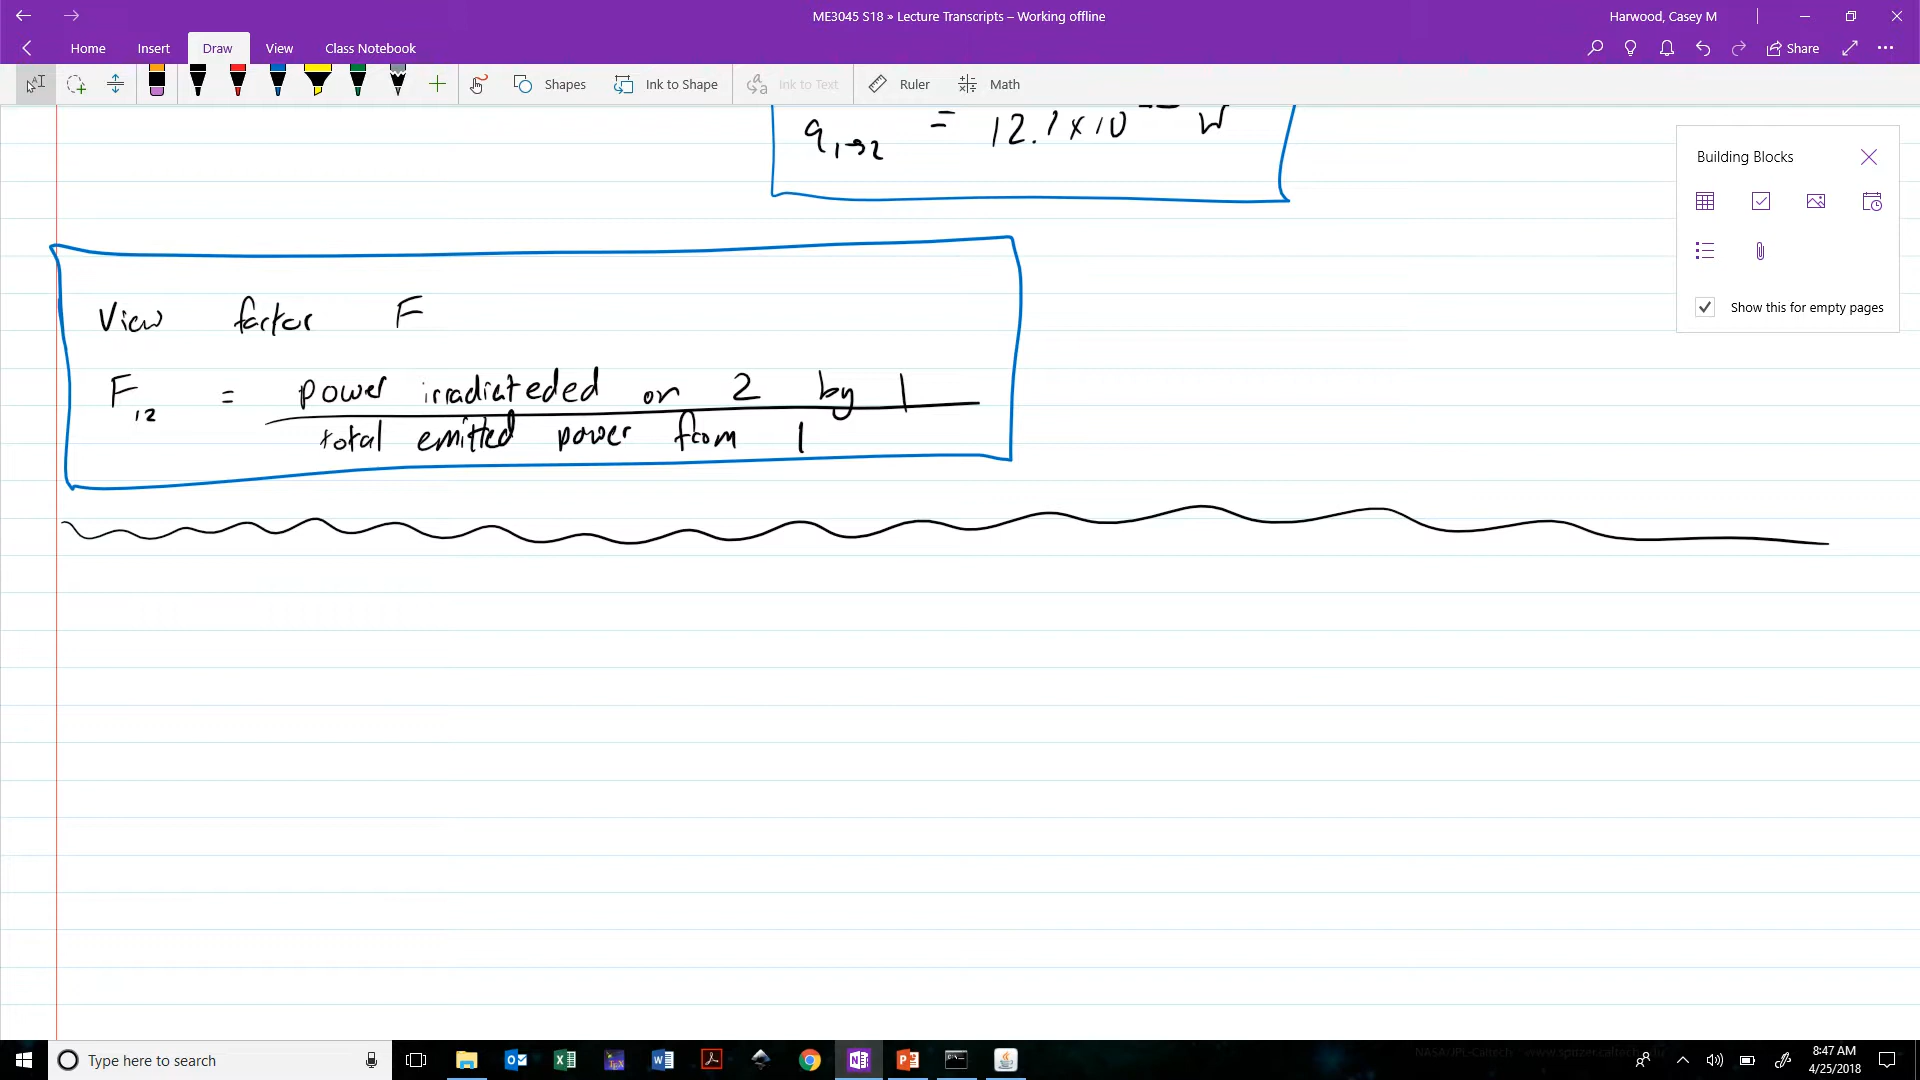 ME3045 S18 » Lecture Transcripts – Working offline
Harwood, Casey M
Home Insert Draw View Class Notebook
Share
Shapes Ink to Shape Ink to Text Ruler Math
q1→2 = 12.1 x 10 W
Building Blocks
Show this for empty pages
View factor F
F12 = power irradiateded on 2 by 1
total emitted power from 1
Type here to search
8:47 AM
4/25/2018